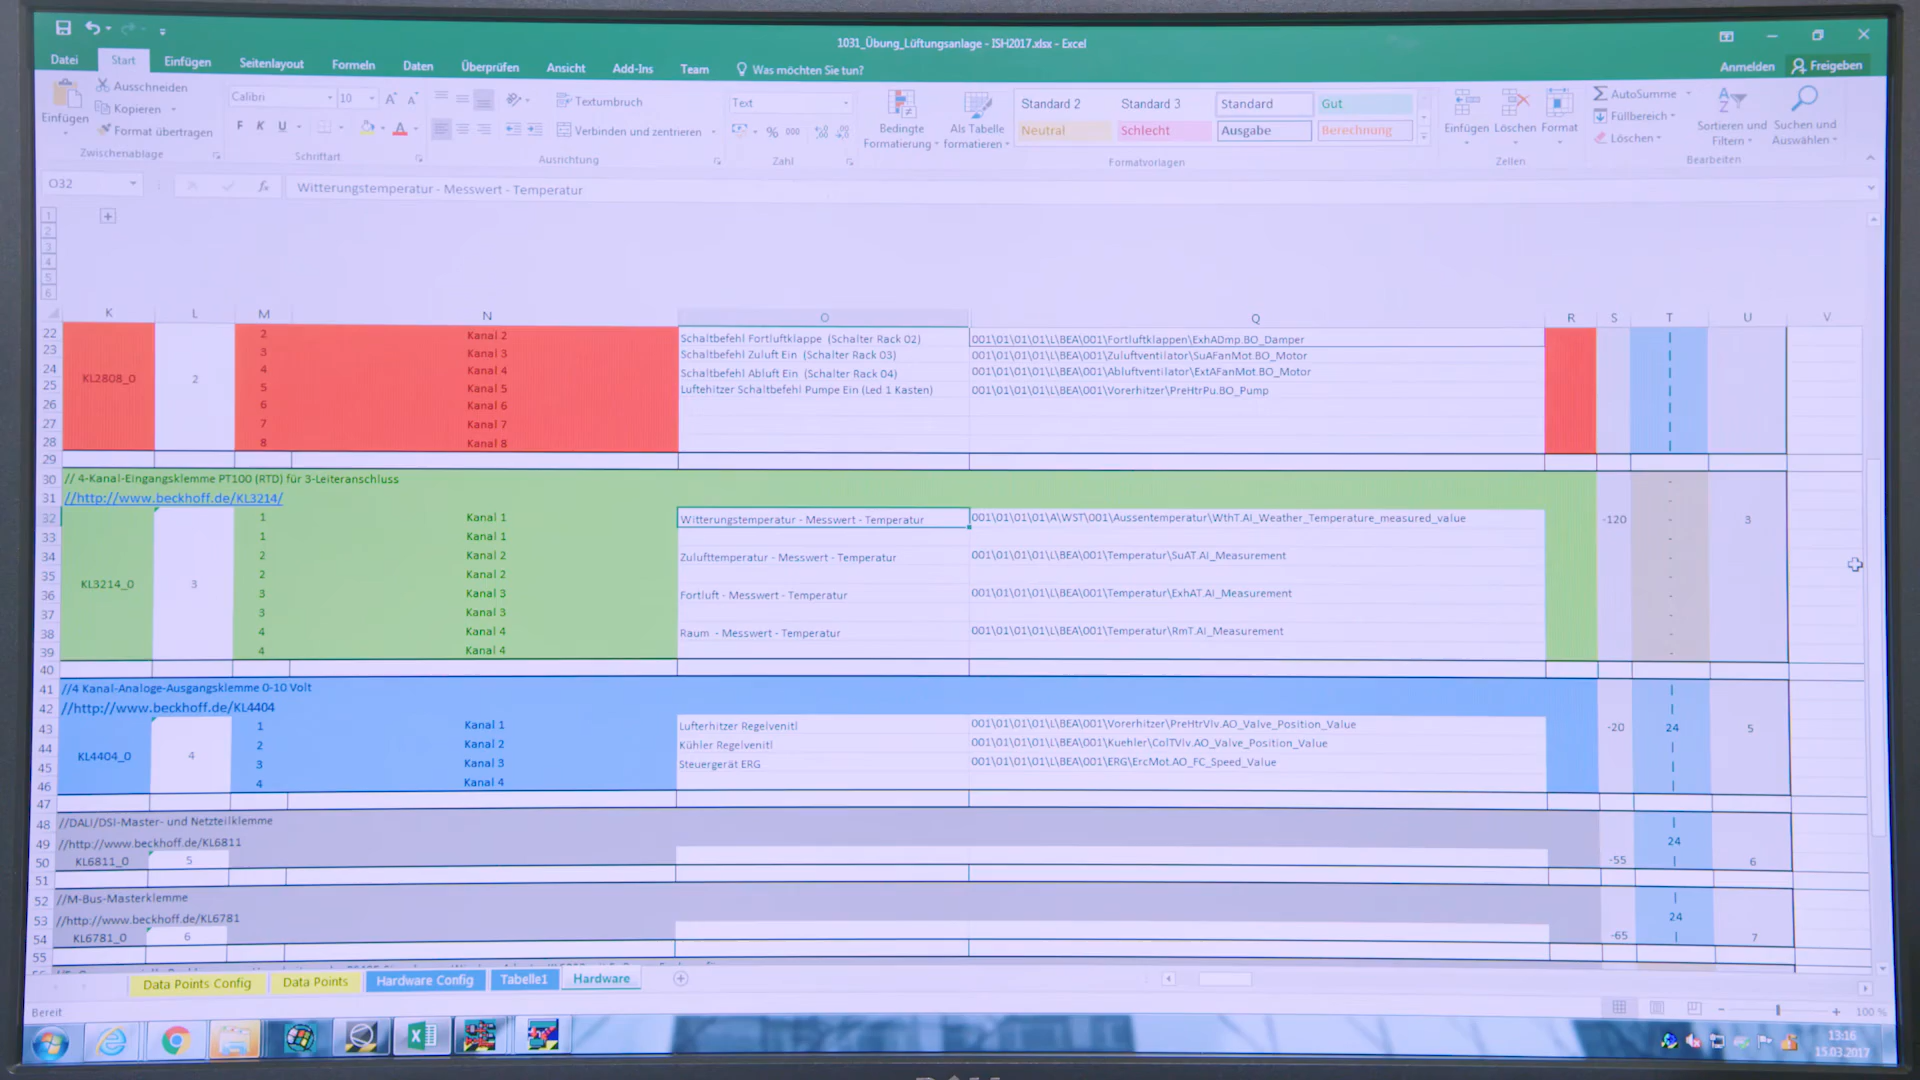 1031_Übung_Lüftungsanlage - ISH2017.xlsx - Excel
Datei Start Einfügen Seitenlayout Formeln Daten Überprüfen Ansicht Add-Ins Team Was möchten Sie tun? Anmelden Freigeben
Einfügen
Ausschneiden
Kopieren
Format übertragen
Zwischenablage
Calibri 10
F K U
Schriftart
Textumbruch
Verbinden und zentrieren
Ausrichtung
Text
% 000
Zahl
Bedingte Formatierung
Als Tabelle formatieren
Standard 2 Standard 3 Standard Gut
Neutral Schlecht Ausgabe Berechnung
Formatvorlagen
Einfügen Löschen Format
Zellen
AutoSumme
Füllbereich
Löschen
Sortieren und Filtern
Suchen und Auswählen
Bearbeiten
O32 fx Witterungstemperatur - Messwert - Temperatur
1
2
3
4
5
6
K L M N O Q R S T U V
22 2 Kanal 2 Schaltbefehl Fortluftklappe (Schalter Rack 02) 001\01\01\01\L\BEA\001\Fortluftklappen\ExhADmp.BO_Damper
23 3 Kanal 3 Schaltbefehl Zuluft Ein (Schalter Rack 03) 001\01\01\01\L\BEA\001\Zuluftventilator\SuAFanMot.BO_Motor
24 4 Kanal 4 Schaltbefehl Abluft Ein (Schalter Rack 04) 001\01\01\01\L\BEA\001\Abluftventilator\ExtAFanMot.BO_Motor
25 KL2808_0 2 5 Kanal 5 Luftehitzer Schaltbefehl Pumpe Ein (Led 1 Kasten) 001\01\01\01\L\BEA\001\Vorerhitzer\PreHtrPu.BO_Pump
26 6 Kanal 6
27 7 Kanal 7
28 8 Kanal 8
29
30 // 4-Kanal-Eingangsklemme PT100 (RTD) für 3-Leiteranschluss
31 //http://www.beckhoff.de/KL3214/
32 1 Kanal 1 Witterungstemperatur - Messwert - Temperatur 001\01\01\01\A\WST\001\Aussentemperatur\WthT.AI_Weather_Temperature_measured_value -120 3
33 1 Kanal 1
34 2 Kanal 2 Zulufttemperatur - Messwert - Temperatur 001\01\01\01\L\BEA\001\Temperatur\SuAT.AI_Measurement
35 KL3214_0 3 2 Kanal 2
36 3 Kanal 3 Fortluft - Messwert - Temperatur 001\01\01\01\L\BEA\001\Temperatur\ExhAT.AI_Measurement
37 3 Kanal 3
38 4 Kanal 4 Raum - Messwert - Temperatur 001\01\01\01\L\BEA\001\Temperatur\RmT.AI_Measurement
39 4 Kanal 4
40
41 //4 Kanal-Analoge-Ausgangsklemme 0-10 Volt
42 //http://www.beckhoff.de/KL4404
43 1 Kanal 1 Lufterhitzer Regelvenitl 001\01\01\01\L\BEA\001\Vorerhitzer\PreHtrVlv.AO_Valve_Position_Value -20 24 5
44 KL4404_0 4 2 Kanal 2 Kühler Regelvenitl 001\01\01\01\L\BEA\001\Kuehler\ColTVlv.AO_Valve_Position_Value
45 3 Kanal 3 Steuergerät ERG 001\01\01\01\L\BEA\001\ERG\ErcMot.AO_FC_Speed_Value
46 4 Kanal 4
47
48 //DALI/DSI-Master- und Netzteilklemme
49 //http://www.beckhoff.de/KL6811 24
50 KL6811_0 5 -55 6
51
52 //M-Bus-Masterklemme
53 //http://www.beckhoff.de/KL6781 24
54 KL6781_0 6 -65 7
55
Data Points Config Data Points Hardware Config Tabelle1 Hardware
Bereit 100 %
13:16
15.03.2017